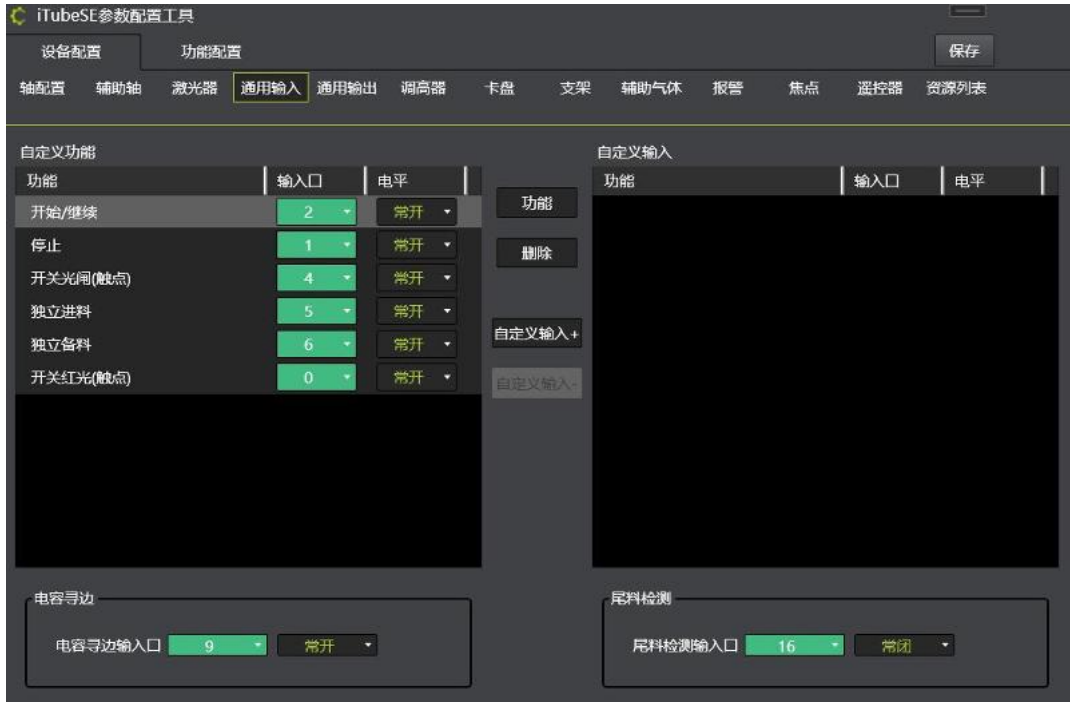 iTubeSE参数配置工具
设备配置 功能配置 保存
轴配置 辅助轴 激光器 通用输入 通用输出 调高器 卡盘 支架 辅助气体 报警 焦点 遥控器 资源列表
自定义功能 自定义输入
功能 输入口 电平 功能 输入口 电平
开始/继续 2 常开 功能
停止 1 常开 删除
开关光闸(触点) 4 常开
独立进料 5 常开 自定义输入+
独立备料 6 常开
开关红光(触点) 0 常开 自定义输入-
电容寻边 尾料检测
电容寻边输入口 9 常开 尾料检测输入口 16 常闭